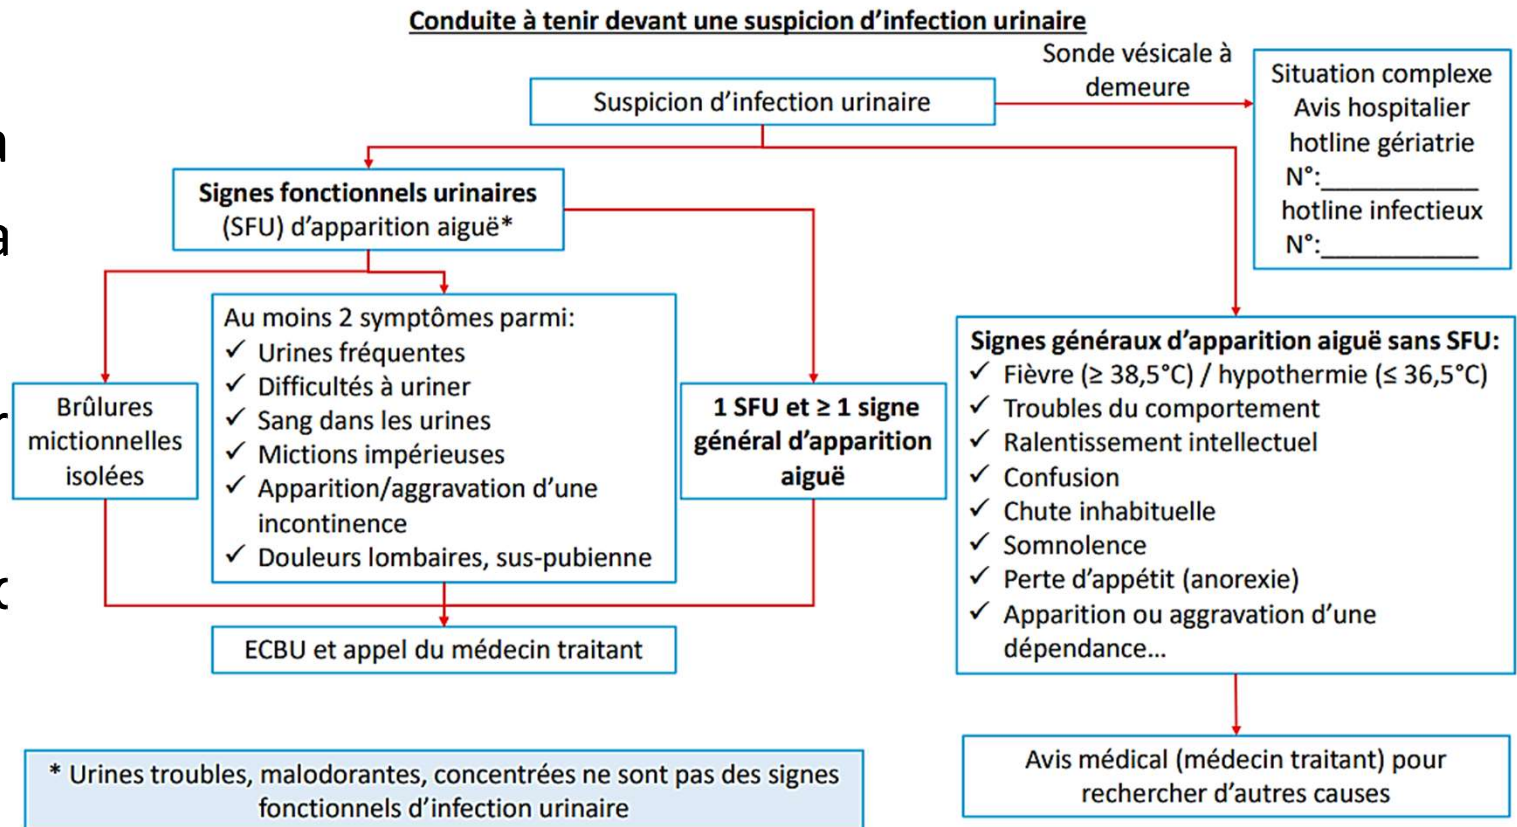 Conduite à tenir devant une suspicion d'infection urinaire
Suspicion d'infection urinaire
Sonde vésicale à
demeure
Situation complexe
Avis hospitalier
hotline gériatrie
N°:___________
hotline infectieux
N°:___________
Signes fonctionnels urinaires
(SFU) d'apparition aiguë*
Brûlures
mictionnelles
isolées
Au moins 2 symptômes parmi:
✓ Urines fréquentes
✓ Difficultés à uriner
✓ Sang dans les urines
✓ Mictions impérieuses
✓ Apparition/aggravation d'une
incontinence
✓ Douleurs lombaires, sus-pubienne
1 SFU et ≥ 1 signe
général d'apparition
aiguë
Signes généraux d'apparition aiguë sans SFU:
✓ Fièvre (≥ 38,5°C) / hypothermie (≤ 36,5°C)
✓ Troubles du comportement
✓ Ralentissement intellectuel
✓ Confusion
✓ Chute inhabituelle
✓ Somnolence
✓ Perte d'appétit (anorexie)
✓ Apparition ou aggravation d'une
dépendance…
ECBU et appel du médecin traitant
Avis médical (médecin traitant) pour
rechercher d'autres causes
* Urines troubles, malodorantes, concentrées ne sont pas des signes
fonctionnels d'infection urinaire